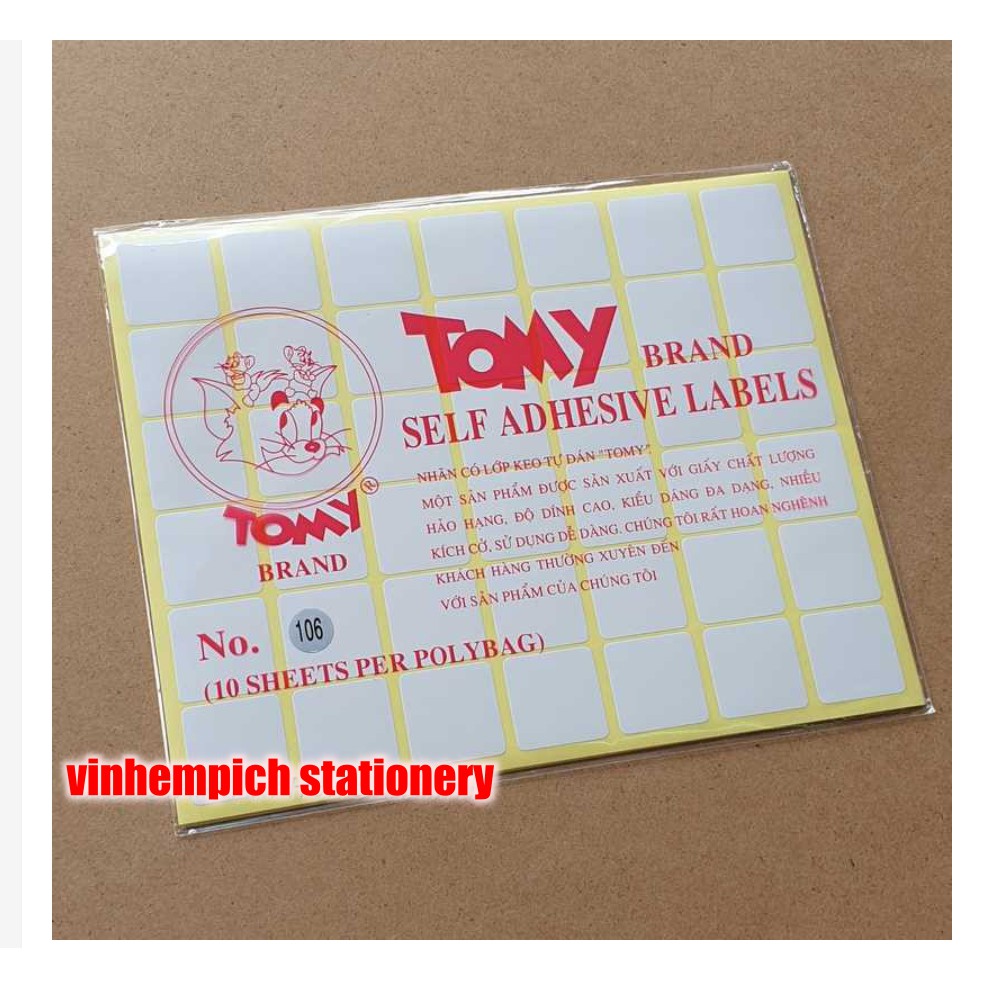 TOMY BRAND
SELF ADHESIVE LABELS
NHÃN CÓ LỚP KEO TỰ DÁN "TOMY".
MỘT SẢN PHẨM ĐƯỢC SẢN XUẤT VỚI GIẤY CHẤT LƯỢNG
HẢO HẠNG, ĐỘ DÍNH CAO, KIỂU DÁNG ĐA DẠNG, NHIỀU
KÍCH CỠ, SỬ DỤNG DỄ DÀNG, CHÚNG TÔI RẤT HOAN NGHÊNH
KHÁCH HÀNG THƯỜNG XUYÊN ĐẾN
VỚI SẢN PHẨM CỦA CHÚNG TÔI
TOMY®
BRAND
No. 106
(10 SHEETS PER POLYBAG)
vinhempich stationery